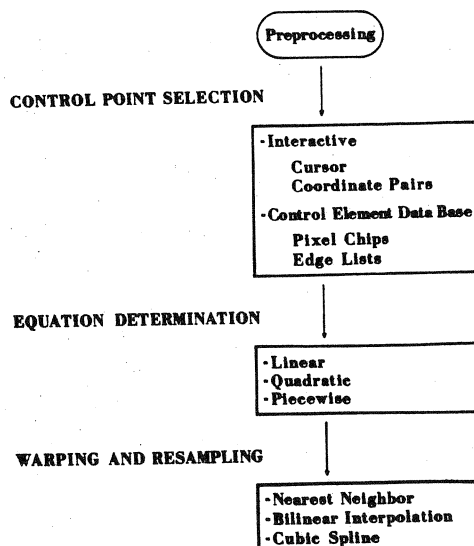 Preprocessing
CONTROL POINT SELECTION
-Interactive
Cursor
Coordinate Pairs
-Control Element Data Base
Pixel Chips
Edge Lists
EQUATION DETERMINATION
-Linear
-Quadratic
-Piecewise
WARPING AND RESAMPLING
-Nearest Neighbor
-Bilinear Interpolation
-Cubic Spline